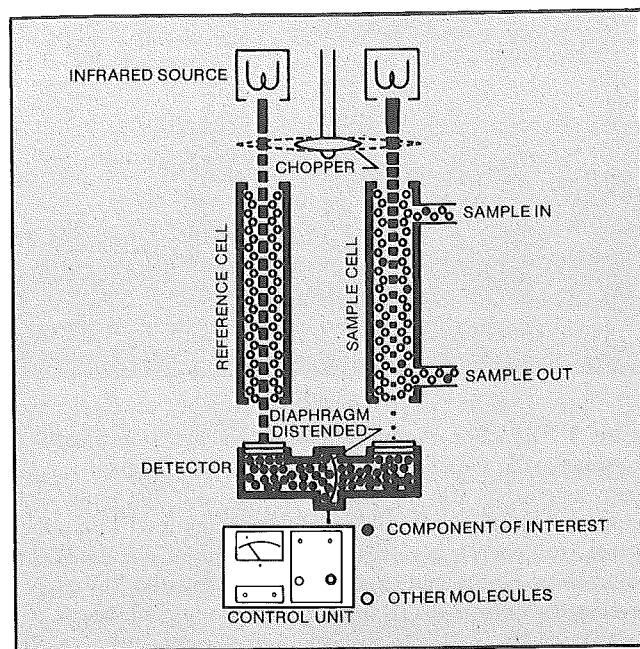 INFRARED SOURCE
CHOPPER
SAMPLE IN
REFERENCE CELL
SAMPLE CELL
SAMPLE OUT
DIAPHRAGM
DISTENDED
DETECTOR
COMPONENT OF INTEREST
OTHER MOLECULES
CONTROL UNIT